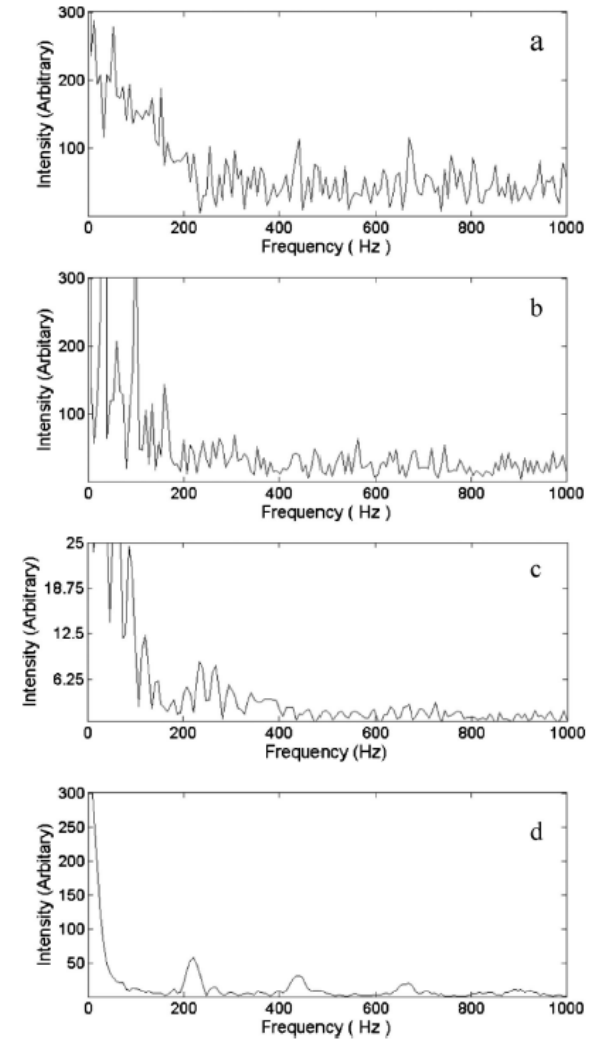 300
a
200
100
Intensity (Arbitrary)
0 200 400 600 800 1000
Frequency ( Hz )
300
b
200
100
Intensity (Arbitary)
0 200 400 600 800 1000
Frequency ( Hz )
25
c
18.75
12.5
6.25
Intensity (Arbitrary)
0 200 400 600 800 1000
Frequency (Hz)
300
250
d
200
150
100
50
Intensity (Arbitary)
0 200 400 600 800 1000
Frequency ( Hz )